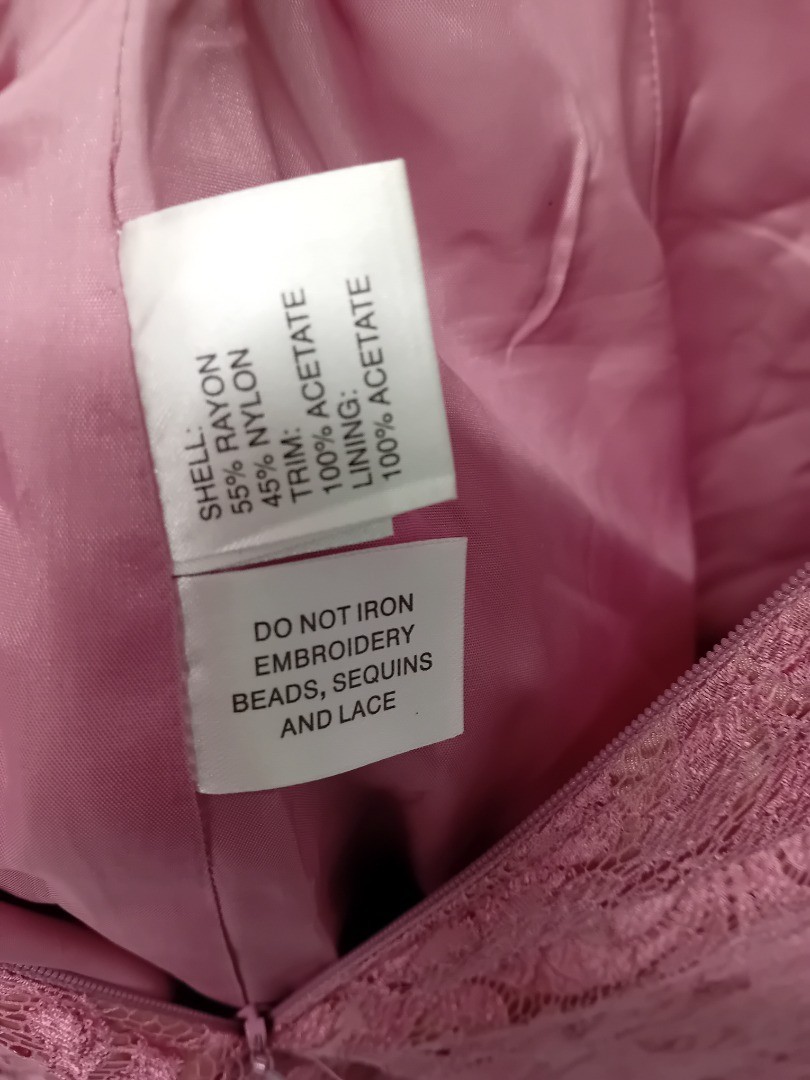 SHELL:
55% RAYON
45% NYLON
TRIM:
100% ACETATE
LINING:
100% ACETATE
DO NOT IRON
EMBROIDERY
BEADS, SEQUINS
AND LACE